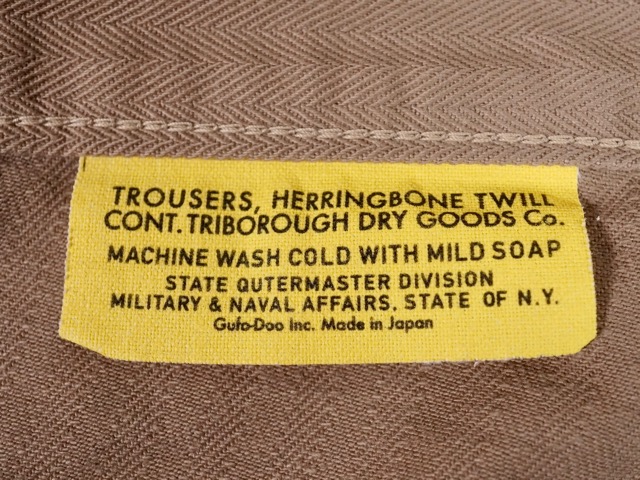 TROUSERS, HERRINGBONE TWILL
CONT. TRIBOROUGH DRY GOODS Co.
MACHINE WASH COLD WITH MILD SOAP
STATE QUTERMASTER DIVISION
MILITARY & NAVAL AFFAIRS, STATE OF N.Y.
Gufo-Doo Inc. Made in Japan